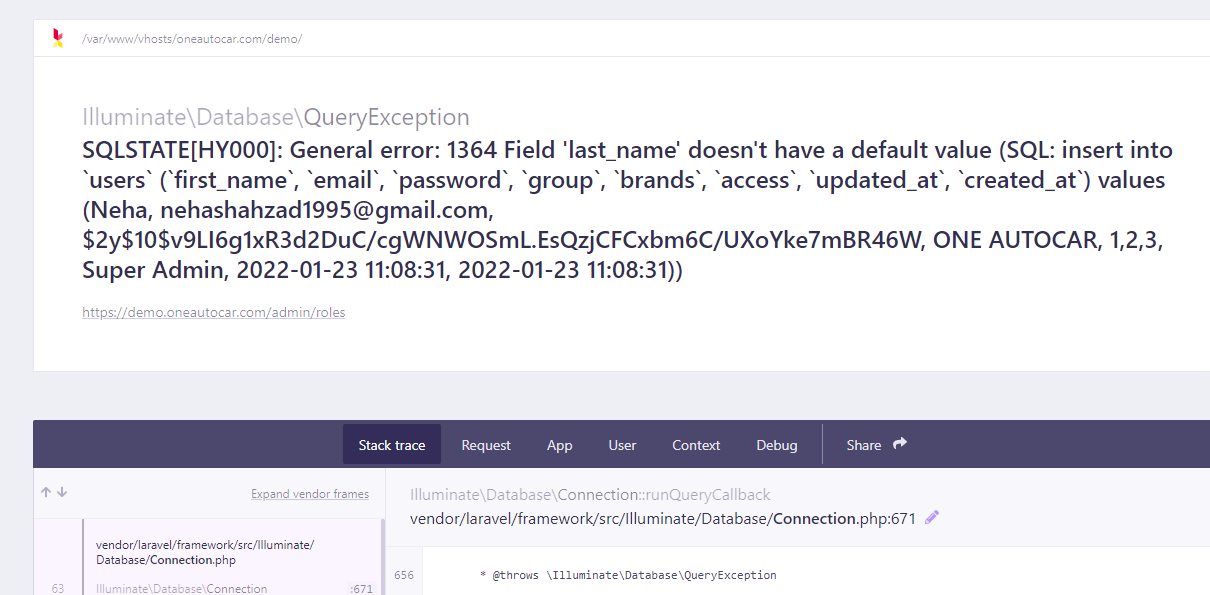 /var/www/vhosts/oneautocar.com/demo/
Illuminate\Database\QueryException
SQLSTATE[HY000]: General error: 1364 Field 'last_name' doesn't have a default value (SQL: insert into
`users` (`first_name`, `email`, `password`, `group`, `brands`, `access`, `updated_at`, `created_at`) values
(Neha, nehashahzad1995@gmail.com,
$2y$10$v9LI6g1xR3d2DuC/cgWNWOSmL.EsQzjCFCxbm6C/UXoYke7mBR46W, ONE AUTOCAR, 1,2,3,
Super Admin, 2022-01-23 11:08:31, 2022-01-23 11:08:31))
https://demo.oneautocar.com/admin/roles
Stack trace Request App User Context Debug Share
Expand vendor frames
vendor/laravel/framework/src/Illuminate/
Database/Connection.php
63 Illuminate\Database\Connection :671
Illuminate\Database\Connection::runQueryCallback
vendor/laravel/framework/src/Illuminate/Database/Connection.php:671
656 * @throws \Illuminate\Database\QueryException